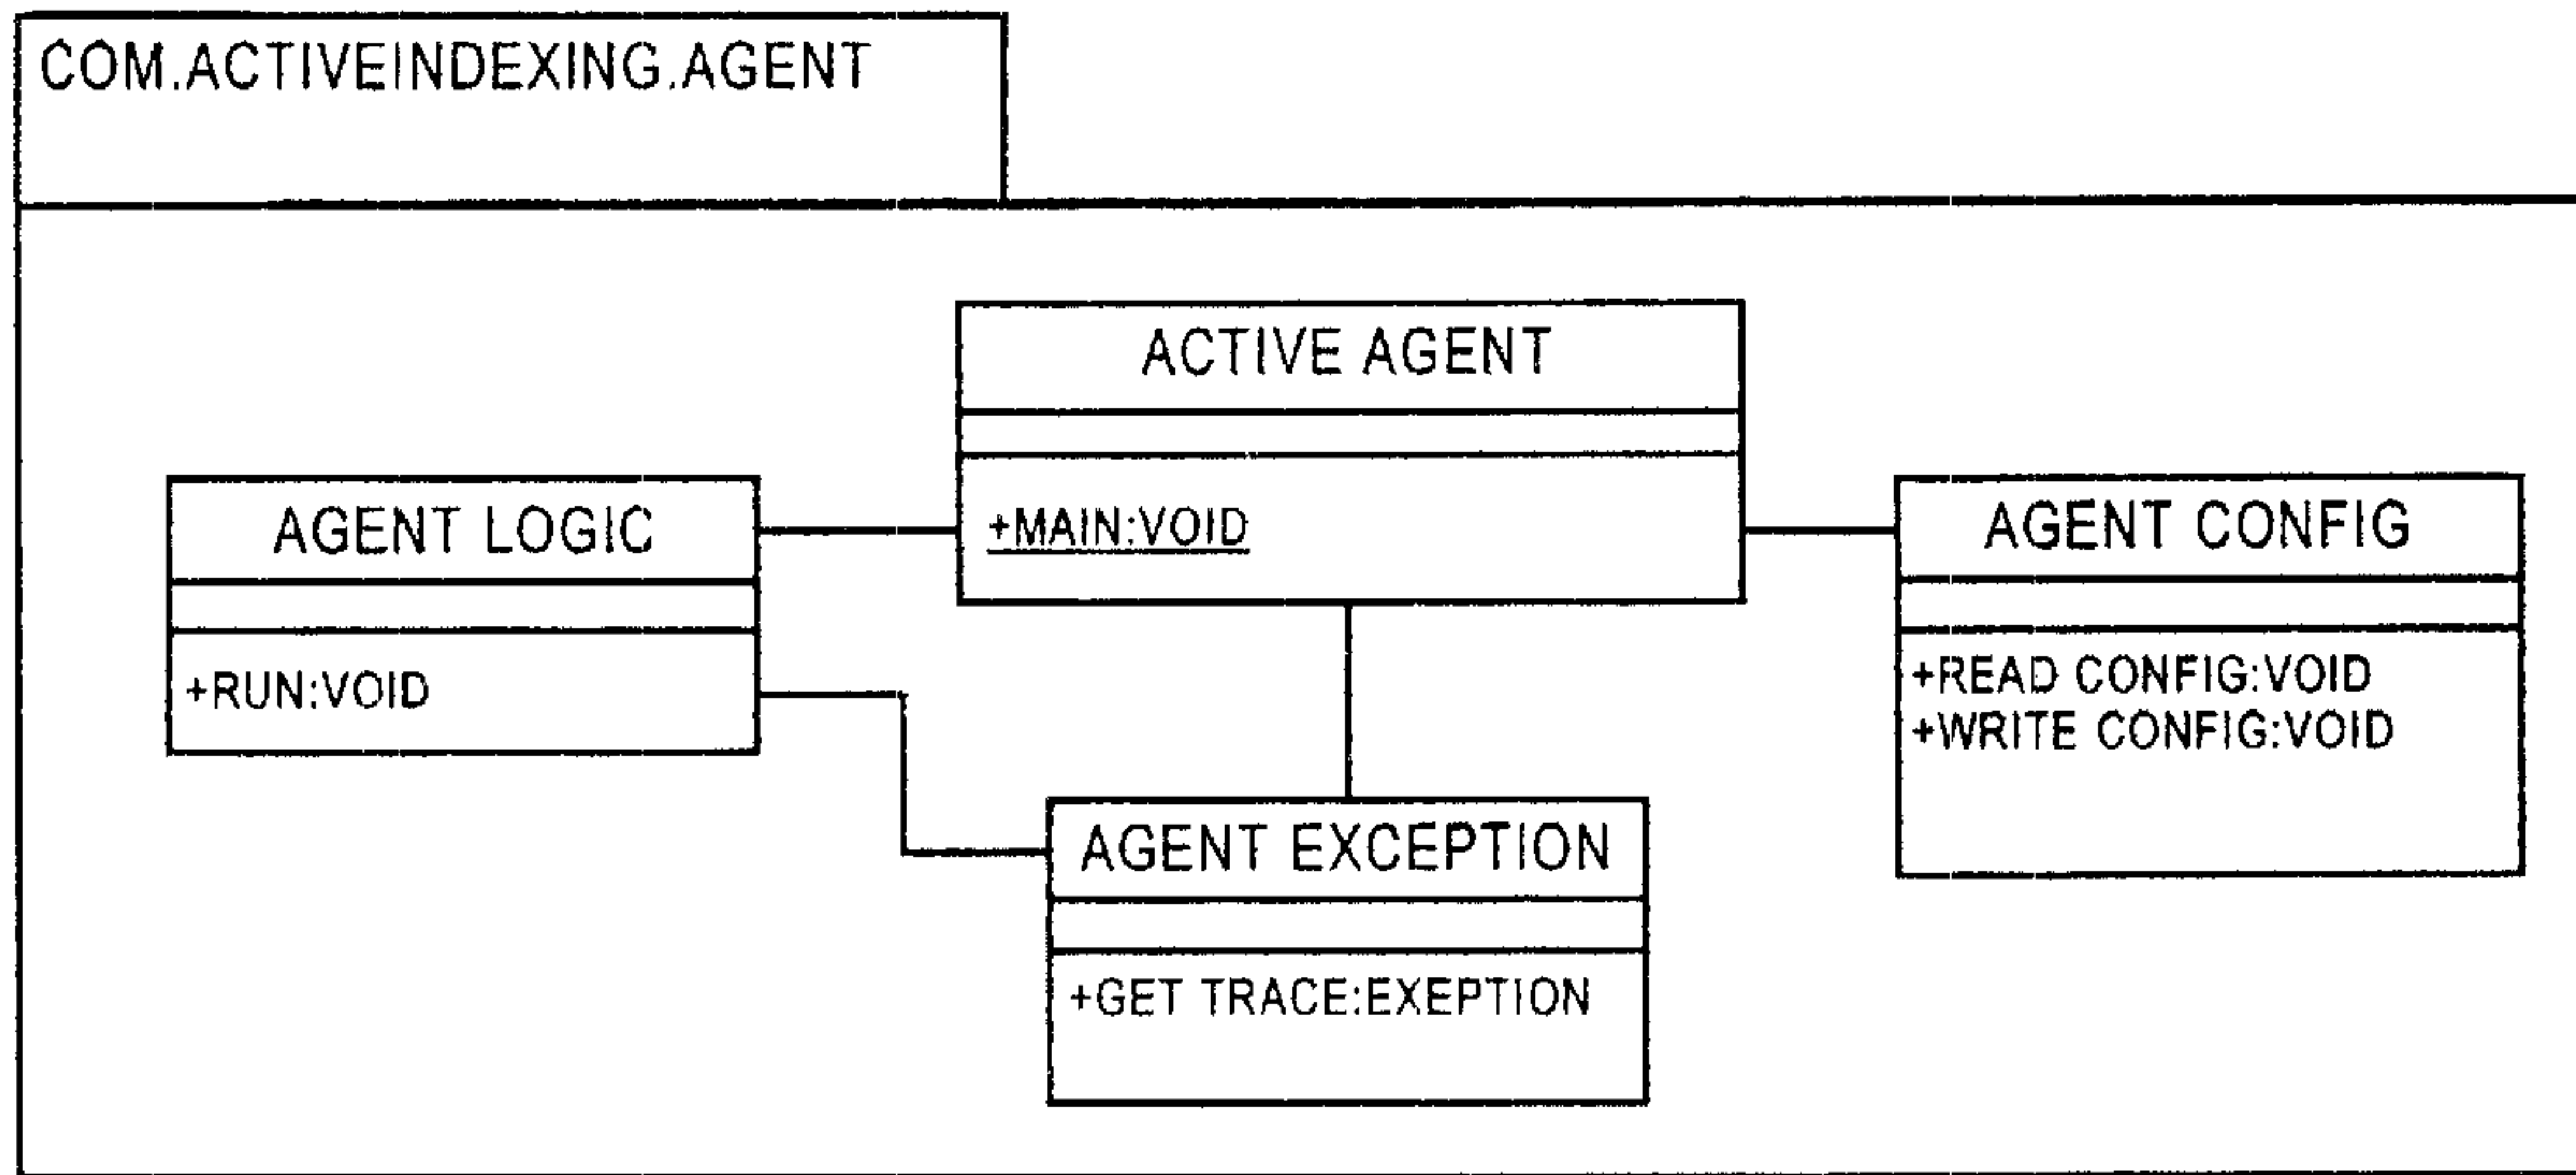 COM.ACTIVEINDEXING.AGENT
ACTIVE AGENT
+MAIN:VOID
AGENT LOGIC
+RUN:VOID
AGENT CONFIG
+READ CONFIG:VOID
+WRITE CONFIG:VOID
AGENT EXCEPTION
+GET TRACE:EXEPTION